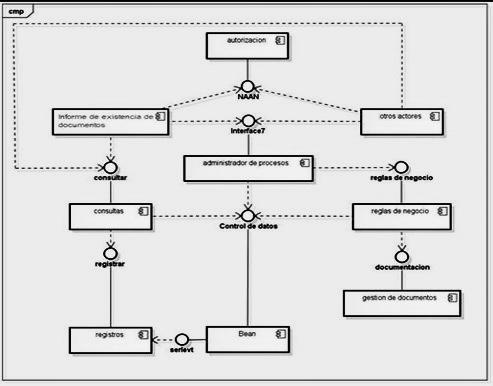 cmp
autorizacion
NAAN
Informe de existencia de
documentos
otros actores
Interface7
administrador de procesos
consultar
reglas de negocio
consultas
reglas de negocio
Control de datos
registrar
documentacion
gestion de documentos
registros
Bean
serlevt